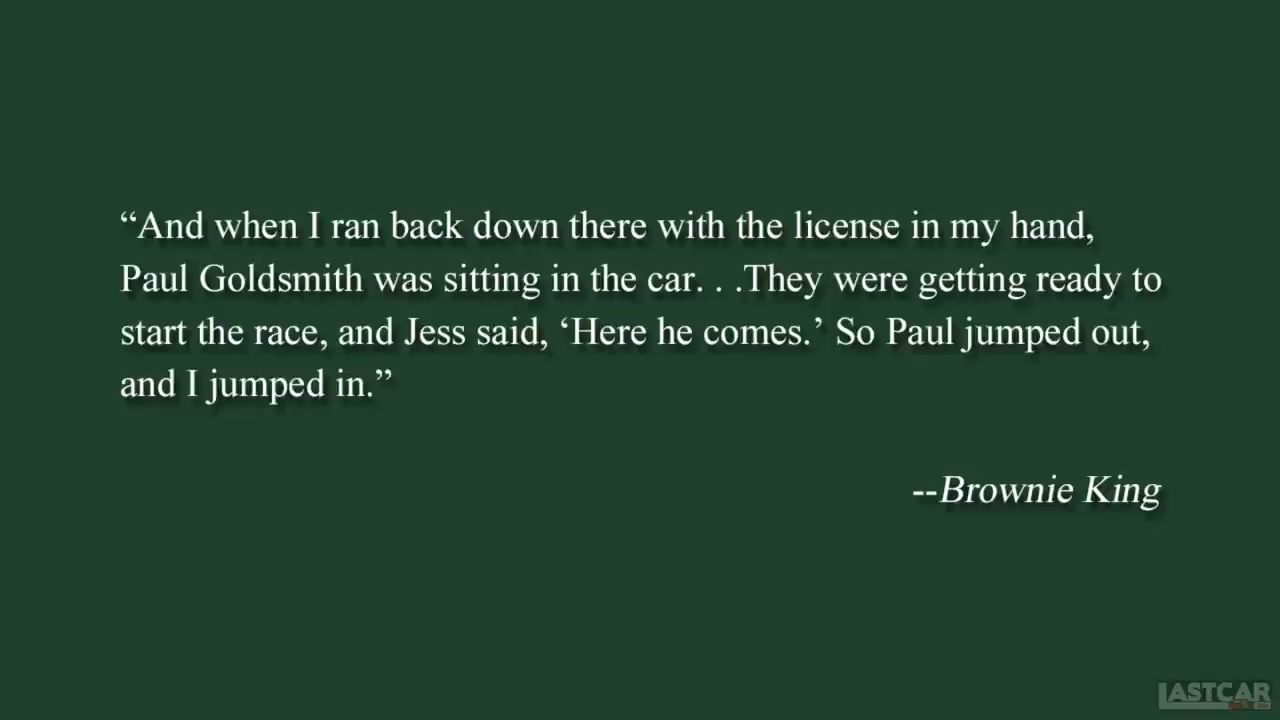 “And when I ran back down there with the license in my hand,
Paul Goldsmith was sitting in the car. . .They were getting ready to
start the race, and Jess said, ‘Here he comes.’ So Paul jumped out,
and I jumped in.”
--Brownie King
LASTCAR